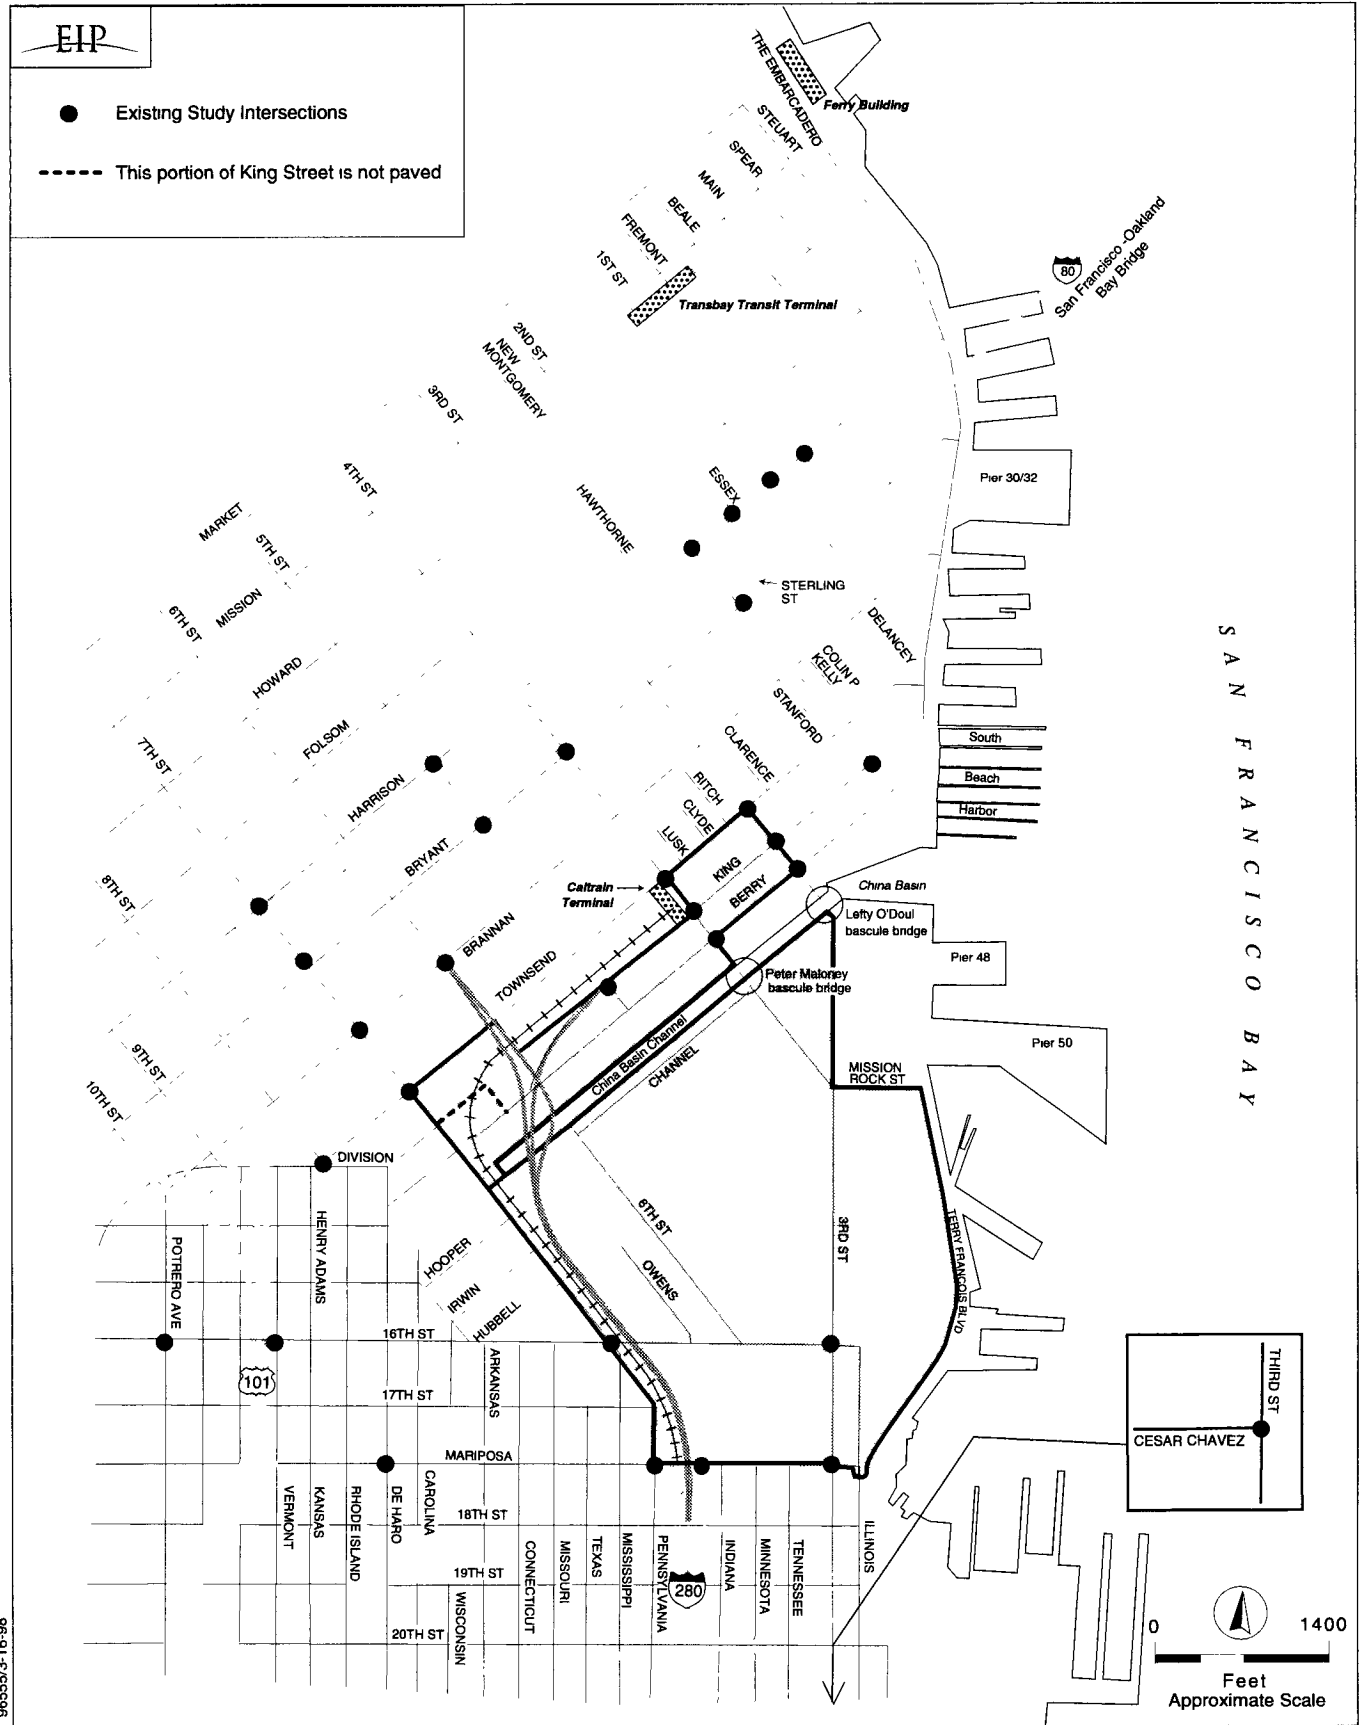 EIP
Existing Study Intersections
This portion of King Street is not paved
THE EMBARCADERO
Ferry Building
STEUART
SPEAR
MAIN
BEALE
FREMONT
1ST ST
Transbay Transit Terminal
80
San Francisco-Oakland
Bay Bridge
2ND ST
NEW
MONTGOMERY
3RD ST
4TH ST
MARKET
5TH ST
MISSION
6TH ST
HAWTHORNE
ESSEX
Pier 30/32
STERLING
ST
DELANCEY
COLIN P
KELLY
STANFORD
CLARENCE
RITCH
CLYDE
LUSK
HOWARD
FOLSOM
7TH ST
HARRISON
BRYANT
8TH ST
South
Beach
Harbor
SAN FRANCISCO BAY
KING
BERRY
Caltrain
Terminal
China Basin
Lefty O'Doul
bascule bridge
Pier 48
Peter Maloney
bascule bridge
BRANNAN
TOWNSEND
Pier 50
China Basin Channel
CHANNEL
MISSION
ROCK ST
9TH ST
10TH ST
DIVISION
HENRY ADAMS
POTRERO AVE
HOOPER
IRWIN
HUBBELL
6TH ST
OWENS
3RD ST
TERRY FRANCOIS BLVD
16TH ST
101
17TH ST
ARKANSAS
MARIPOSA
THIRD ST
CESAR CHAVEZ
VERMONT
KANSAS
RHODE ISLAND
DE HARO
CAROLINA
18TH ST
CONNECTICUT
MISSOURI
TEXAS
MISSISSIPPI
PENNSYLVANIA
280
INDIANA
MINNESOTA
TENNESSEE
ILLINOIS
19TH ST
WISCONSIN
20TH ST
0 1400
Feet
Approximate Scale